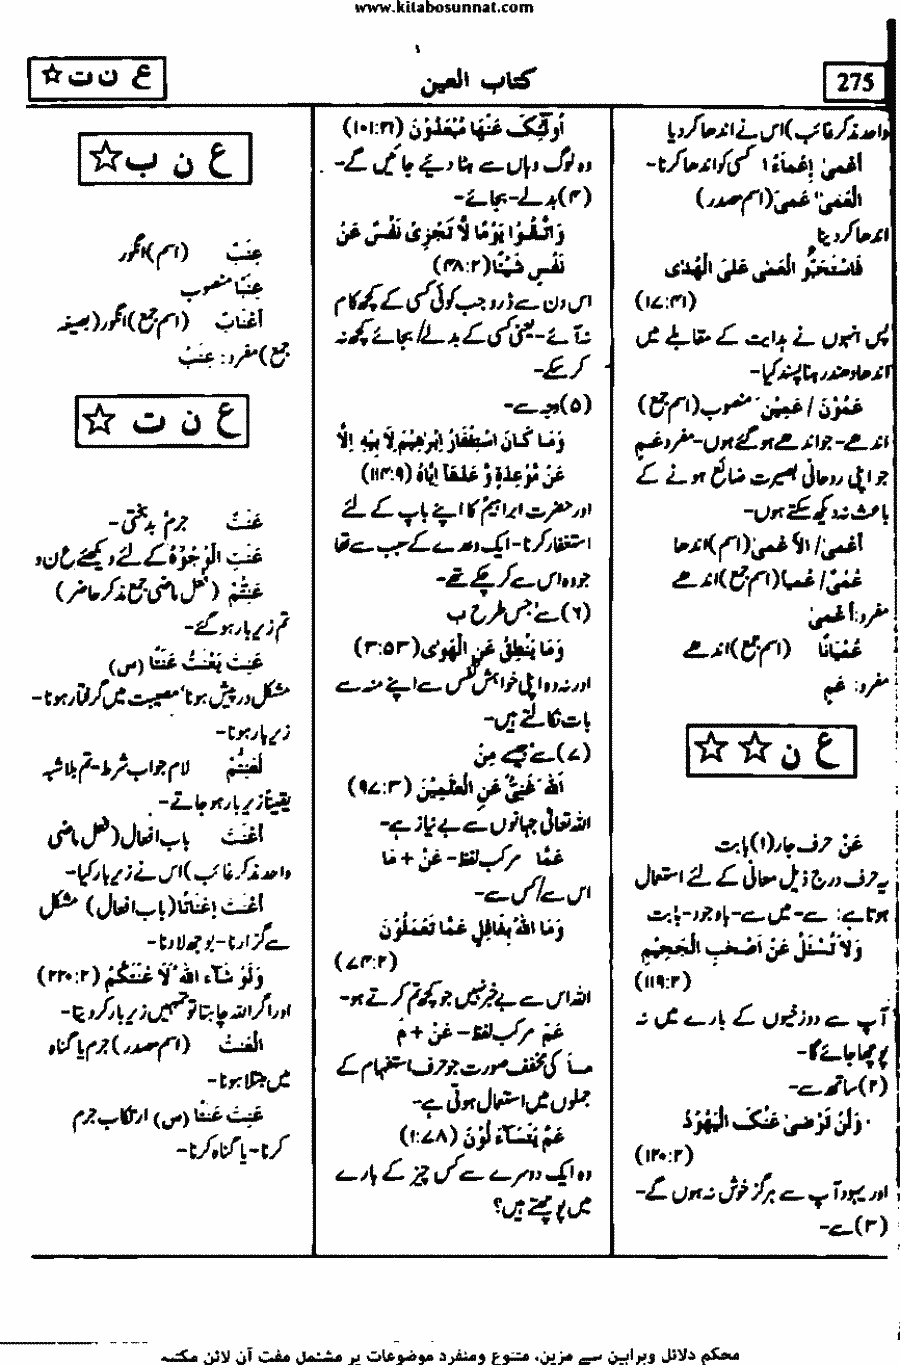 www.kitabosunnat.com
275
کتاب العین
ع ن ت ☆
واحد مذکر غائب) اس نے اندھا کر دیا
أَعْمىٰ إِعْمَاءً ا کسی کو اندھا کرنا۔
الْعَمٰى، عَمِىَ (اسم مصدر)
اندھا کر دینا
فَاسْتَحَبُّوا الْعَمٰى عَلَى الْهُدٰى
(۱۷:۴۱)
پس انہوں نے ہدایت کے مقابلے میں
اندھا دھند رہنا پسند کیا۔
عَمُوْنَ / عَمِيْنَ منصوب (اسم جمع)
اندھے۔ جو اندھے ہو گئے ہوں۔ مفرد عَمٍ
جو اپنی روحانی بصیرت ضائع ہونے کے
باعث نہ دیکھ سکتے ہوں۔
أَعْمىٰ / الأَعْمىٰ (اسم) اندھا
عُمْىٌ / عُمْيًا (اسم جمع) اندھے
مفرد: أَعْمىٰ
عُمْيَانًا (اسم جمع) اندھے
مفرد: عَمٍ
ع ن ☆ ☆
عَنْ حرف جار (۱) بابت
یہ حرف درج ذیل معانی کے لئے استعمال
ہوتا ہے: سے۔ میں سے۔ باوجود۔ بابت
وَلَا تُسْئَلُ عَنْ اَصْحٰبِ الْجَحِيْمِ
(۱۱۹:۲)
آپ سے دوزخیوں کے بارے میں نہ
پوچھا جائے گا۔
(۲) ساتھ سے۔
وَلَنْ تَرْضىٰ عَنْكَ الْيَهُوْدُ
(۱۲۰:۲)
اور یہود آپ سے ہرگز خوش نہ ہوں گے۔
(۳) سے۔
أُولٰٓئِكَ عَنْهَا مُبْعَدُوْنَ (۱۰۱:۲۱)
وہ لوگ وہاں سے ہٹا دیئے جائیں گے۔
(۴) بدلے۔ بجائے۔
وَاتَّقُوْا يَوْمًا لَّا تَجْزِىْ نَفْسٌ عَنْ
نَّفْسٍ شَيْئًا (۴۸:۲)
اس دن سے ڈرو جب کوئی کسی کے کچھ کام
نہ آئے۔ یعنی کسی کے بدلے / بجائے کچھ نہ
کر سکے۔
(۵) وجہ سے۔
وَمَا كَانَ اسْتِغْفَارُ اِبْرٰهِيْمَ لِاَبِيْهِ اِلَّا
عَنْ مَّوْعِدَةٍ وَّعَدَهَآ اِيَّاهُ (۱۱۴:۹)
اور حضرت ابراہیمؑ کا اپنے باپ کے لئے
استغفار کرنا۔ ایک وعدے کے سبب سے تھا
جو وہ اس سے کر چکے تھے۔
(۶) سے، جس طرح ب
وَمَا يَنْطِقُ عَنِ الْهَوٰى (۳:۵۳)
اور نہ وہ اپنی خواہش نفس سے اپنے منہ سے
بات نکالتے ہیں۔
(۷) سے جیسے مِنْ
اَللهُ غَنِيٌّ عَنِ الْعٰلَمِيْنَ (۹۷:۳)
اللہ تعالیٰ جہانوں سے بے نیاز ہے۔
عَمَّا مرکب لفظ۔ عَنْ + مَا
اس سے / کس سے۔
وَمَا اللهُ بِغَافِلٍ عَمَّا تَعْمَلُوْنَ
(۷۴:۲)
اللہ اس سے بے خبر نہیں جو کچھ تم کرتے ہو۔
عَمَّ مرکب لفظ۔ عَنْ + مَ
مَا کی مخفف صورت جو حرف استفہام کے
جملوں میں استعمال ہوتی ہے۔
عَمَّ يَتَسَآءَلُوْنَ (۱:۷۸)
وہ ایک دوسرے سے کس چیز کے بارے
میں پوچھتے ہیں؟
ع ن ب ☆
عِنَبٌ (اسم) انگور
عِنَبًا منصوب
أَعْنَابٌ (اسم جمع) انگور (بصیغہ
جمع) مفرد: عِنَبٌ
ع ن ت ☆
عَنَتٌ جرم بدبختی۔
عَنَتِ الْوُجُوْهُ کے لئے دیکھئے ع ن و
عَنِتُّمْ (فعل ماضی جمع مذکر حاضر)
تم زیر بار ہو گئے۔
عَنِتَ يَعْنَتُ عَنَتًا (س)
مشکل در پیش ہونا، مصیبت میں گرفتار ہونا۔
زیر بار ہونا۔
لَعَنِتُّمْ لام جواب شرط۔ تم بلاشبہ
یقیناً زیر بار ہو جاتے۔
أَعْنَتَ باب افعال (فعل ماضی
واحد مذکر غائب) اس نے زیر بار کیا۔
أَعْنَتَ إِعْنَاتًا (باب افعال) مشکل
سے گزارنا۔ بوجھ لادنا۔
وَلَوْ شَآءَ اللهُ لَاَعْنَتَكُمْ (۲۲۰:۲)
اور اگر اللہ چاہتا تو تمہیں زیر بار کر دیتا۔
الْعَنَتُ (اسم مصدر) جرم یا گناہ
میں مبتلا ہونا۔
عَنِتَ عَنَتًا (س) ارتکاب جرم
کرنا۔ یا گناہ کرنا۔
محکم دلائل وبراہین سے مزین، متنوع ومنفرد موضوعات پر مشتمل مفت آن لائن مکتبہ